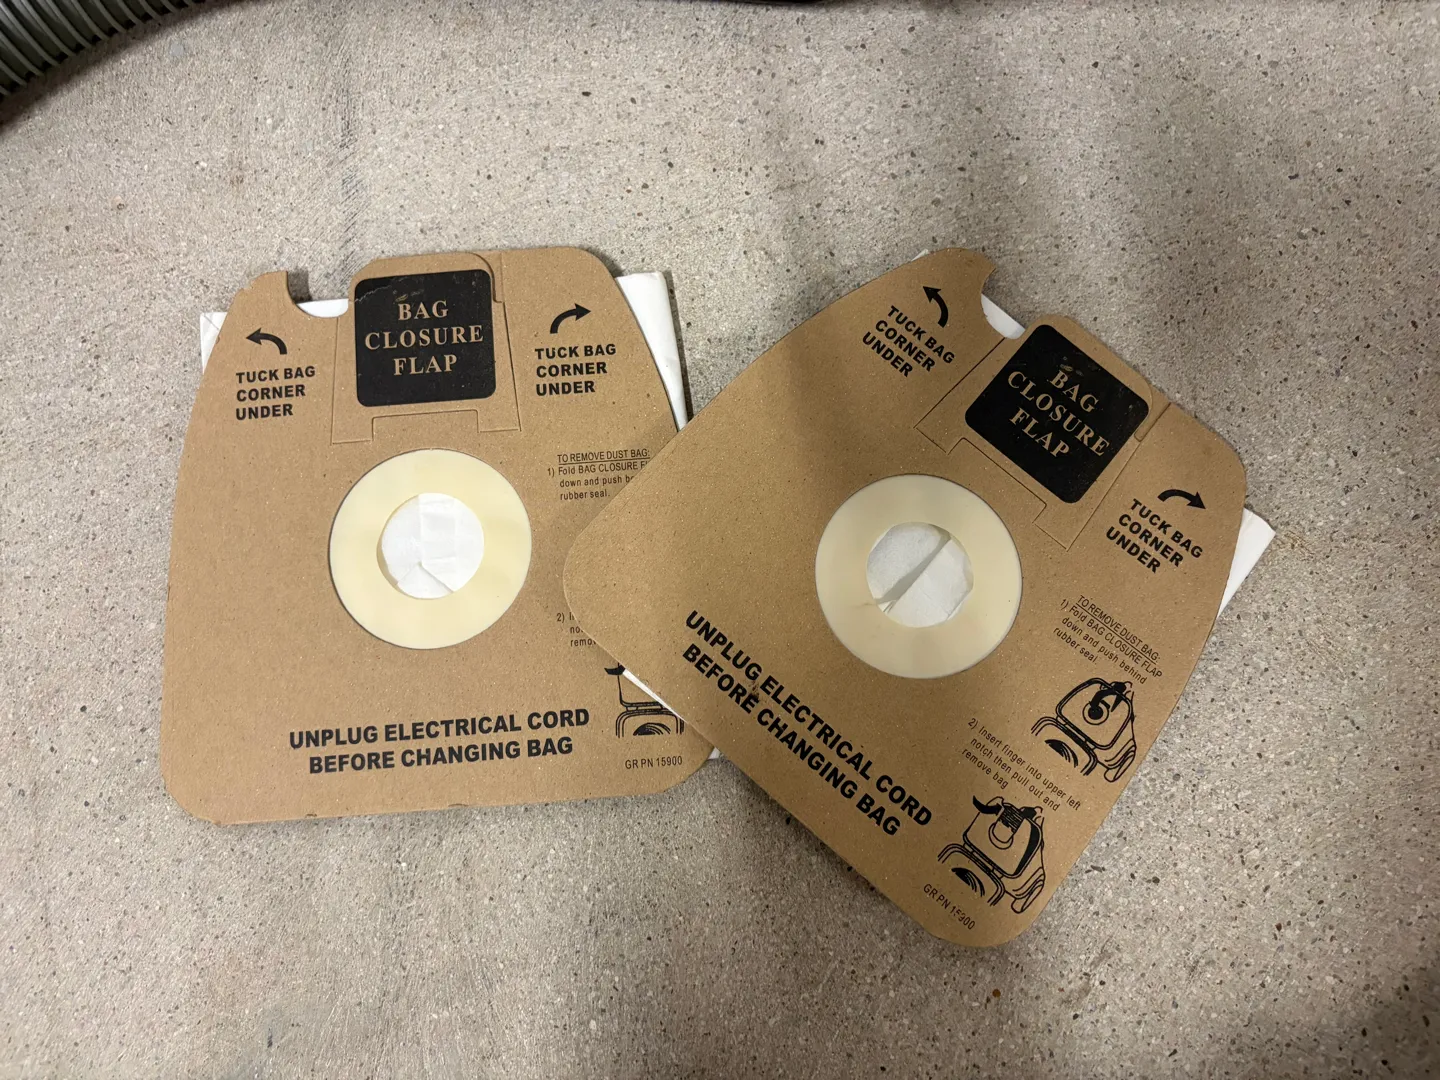 BAG
CLOSURE
FLAP
TUCK BAG
CORNER
UNDER
TUCK BAG
CORNER
UNDER
TO REMOVE DUST BAG:
1) Fold BAG CLOSURE
down and push
rubber seal.
2)
UNPLUG ELECTRICAL CORD
BEFORE CHANGING BAG
GR PN 15900
TUCK BAG
CORNER
UNDER
BAG
CLOSURE
FLAP
TUCK BAG
CORNER
UNDER
TO REMOVE DUST BAG:
1) Fold BAG CLOSURE FLAP
down and push behind
rubber seal.
2) Insert finger into upper left
notch then pull out and
remove bag
UNPLUG ELECTRICAL CORD
BEFORE CHANGING BAG
GR PN 15900